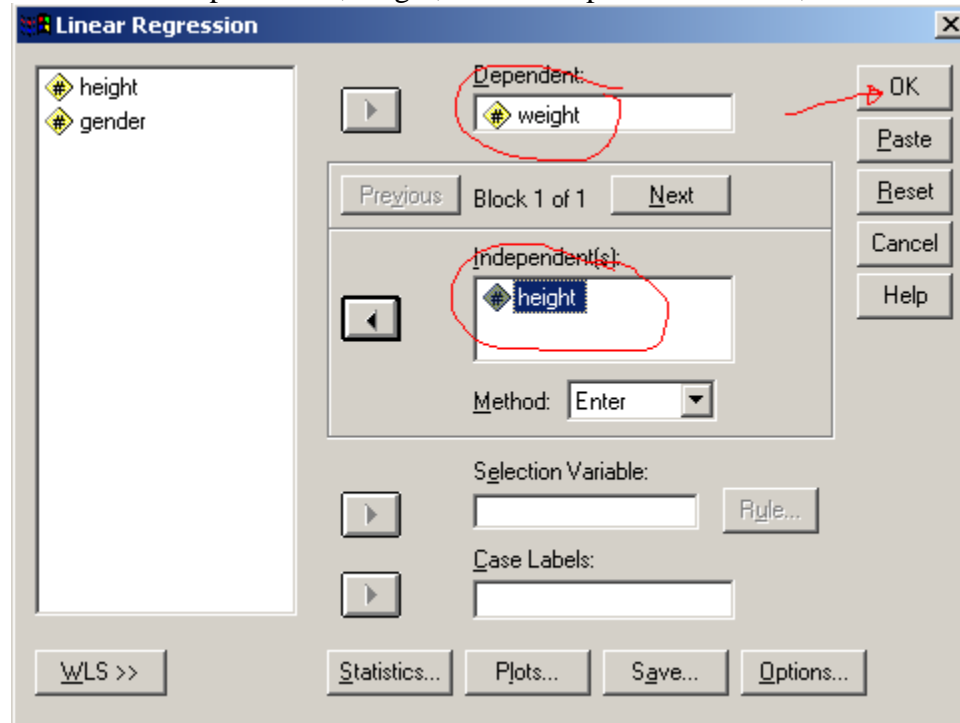 Linear Regression
height
gender
Dependent:
weight
Previous
Block 1 of 1
Next
Independent(s):
height
Method:
Enter
Selection Variable:
Rule...
Case Labels:
WLS >>
Statistics...
Plots...
Save...
Options...
OK
Paste
Reset
Cancel
Help